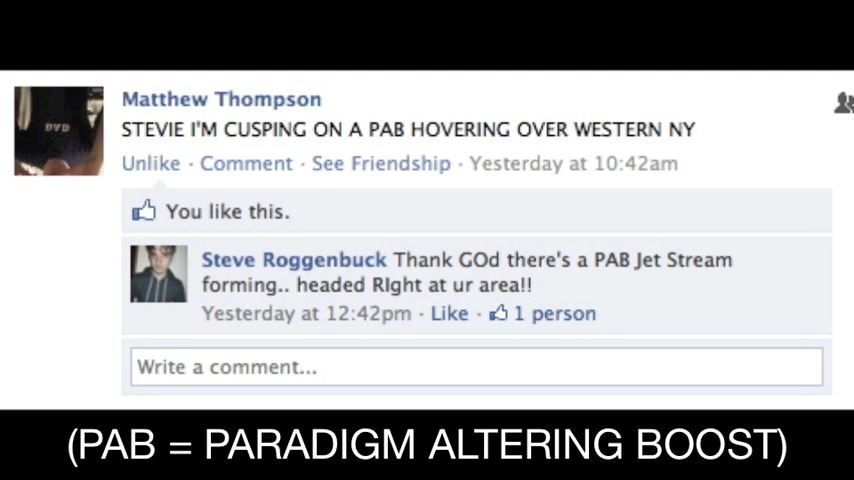 DVD
Matthew Thompson
STEVIE I'M CUSPING ON A PAB HOVERING OVER WESTERN NY
Unlike · Comment · See Friendship · Yesterday at 10:42am
You like this.
Steve Roggenbuck Thank GOd there's a PAB Jet Stream
forming.. headed RIght at ur area!!
Yesterday at 12:42pm · Like · 1 person
Write a comment...
(PAB = PARADIGM ALTERING BOOST)